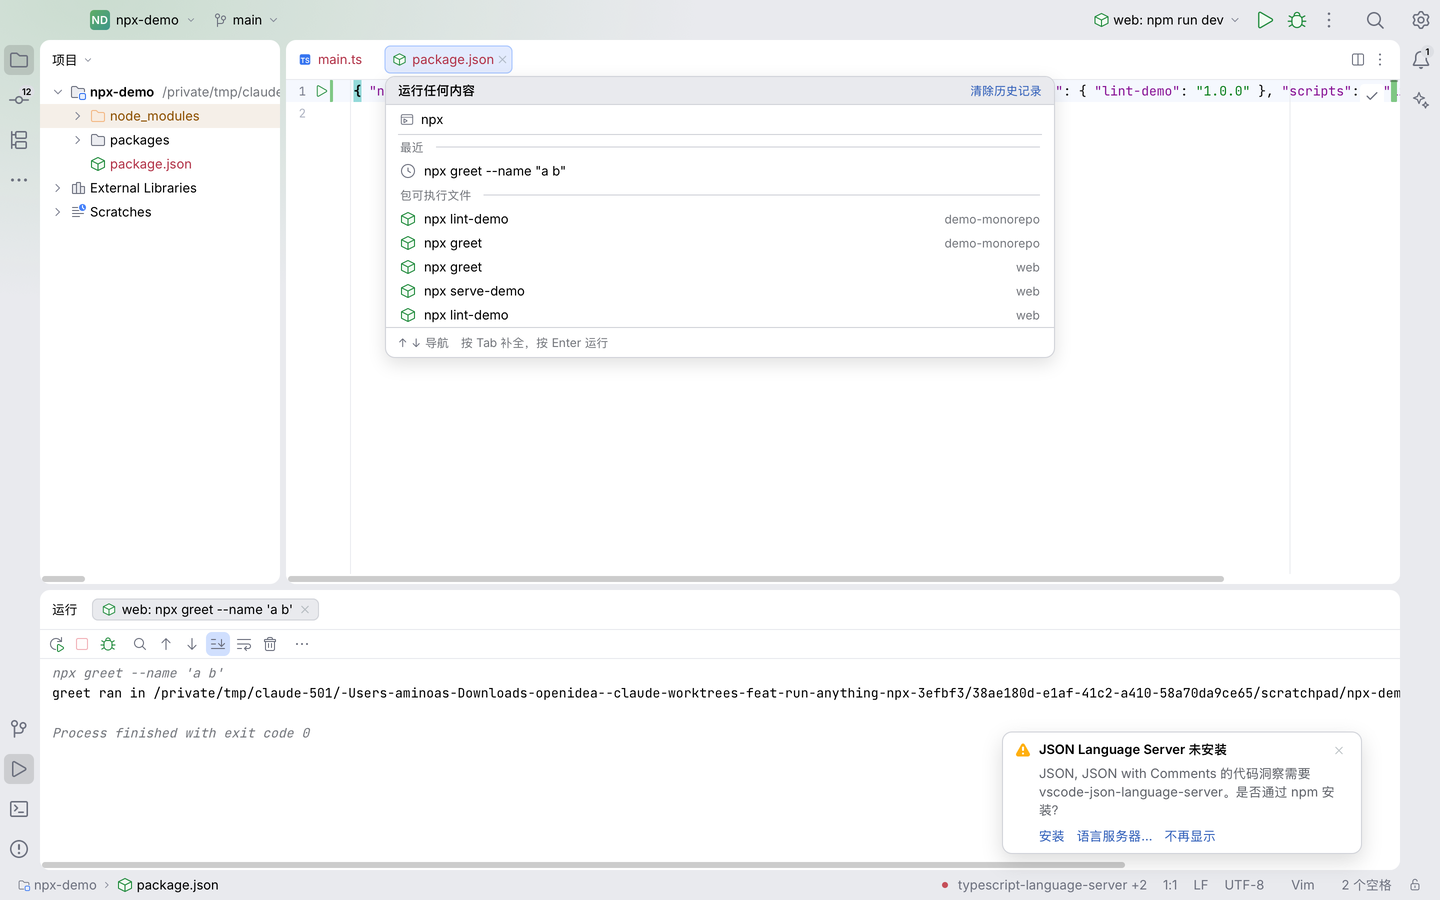 ND npx-demo main web: npm run dev
项目
main.ts package.json
12
1
npx-demo /private/tmp/claude
node_modules
packages
package.json
External Libraries
Scratches
1 { "n ": { "lint-demo": "1.0.0" }, "scripts": "
2
运行任何内容 清除历史记录
npx
最近
npx greet --name "a b"
包可执行文件
npx lint-demo demo-monorepo
npx greet demo-monorepo
npx greet web
npx serve-demo web
npx lint-demo web
↑ ↓ 导航 按 Tab 补全，按 Enter 运行
运行 web: npx greet --name 'a b'
npx greet --name 'a b'
greet ran in /private/tmp/claude-501/-Users-aminoas-Downloads-openidea--claude-worktrees-feat-run-anything-npx-3efbf3/38ae180d-e1af-41c2-a410-58a70da9ce65/scratchpad/npx-dem
Process finished with exit code 0
JSON Language Server 未安装
JSON, JSON with Comments 的代码洞察需要
vscode-json-language-server。是否通过 npm 安
装?
安装 语言服务器... 不再显示
npx-demo › package.json typescript-language-server +2 1:1 LF UTF-8 Vim 2 个空格